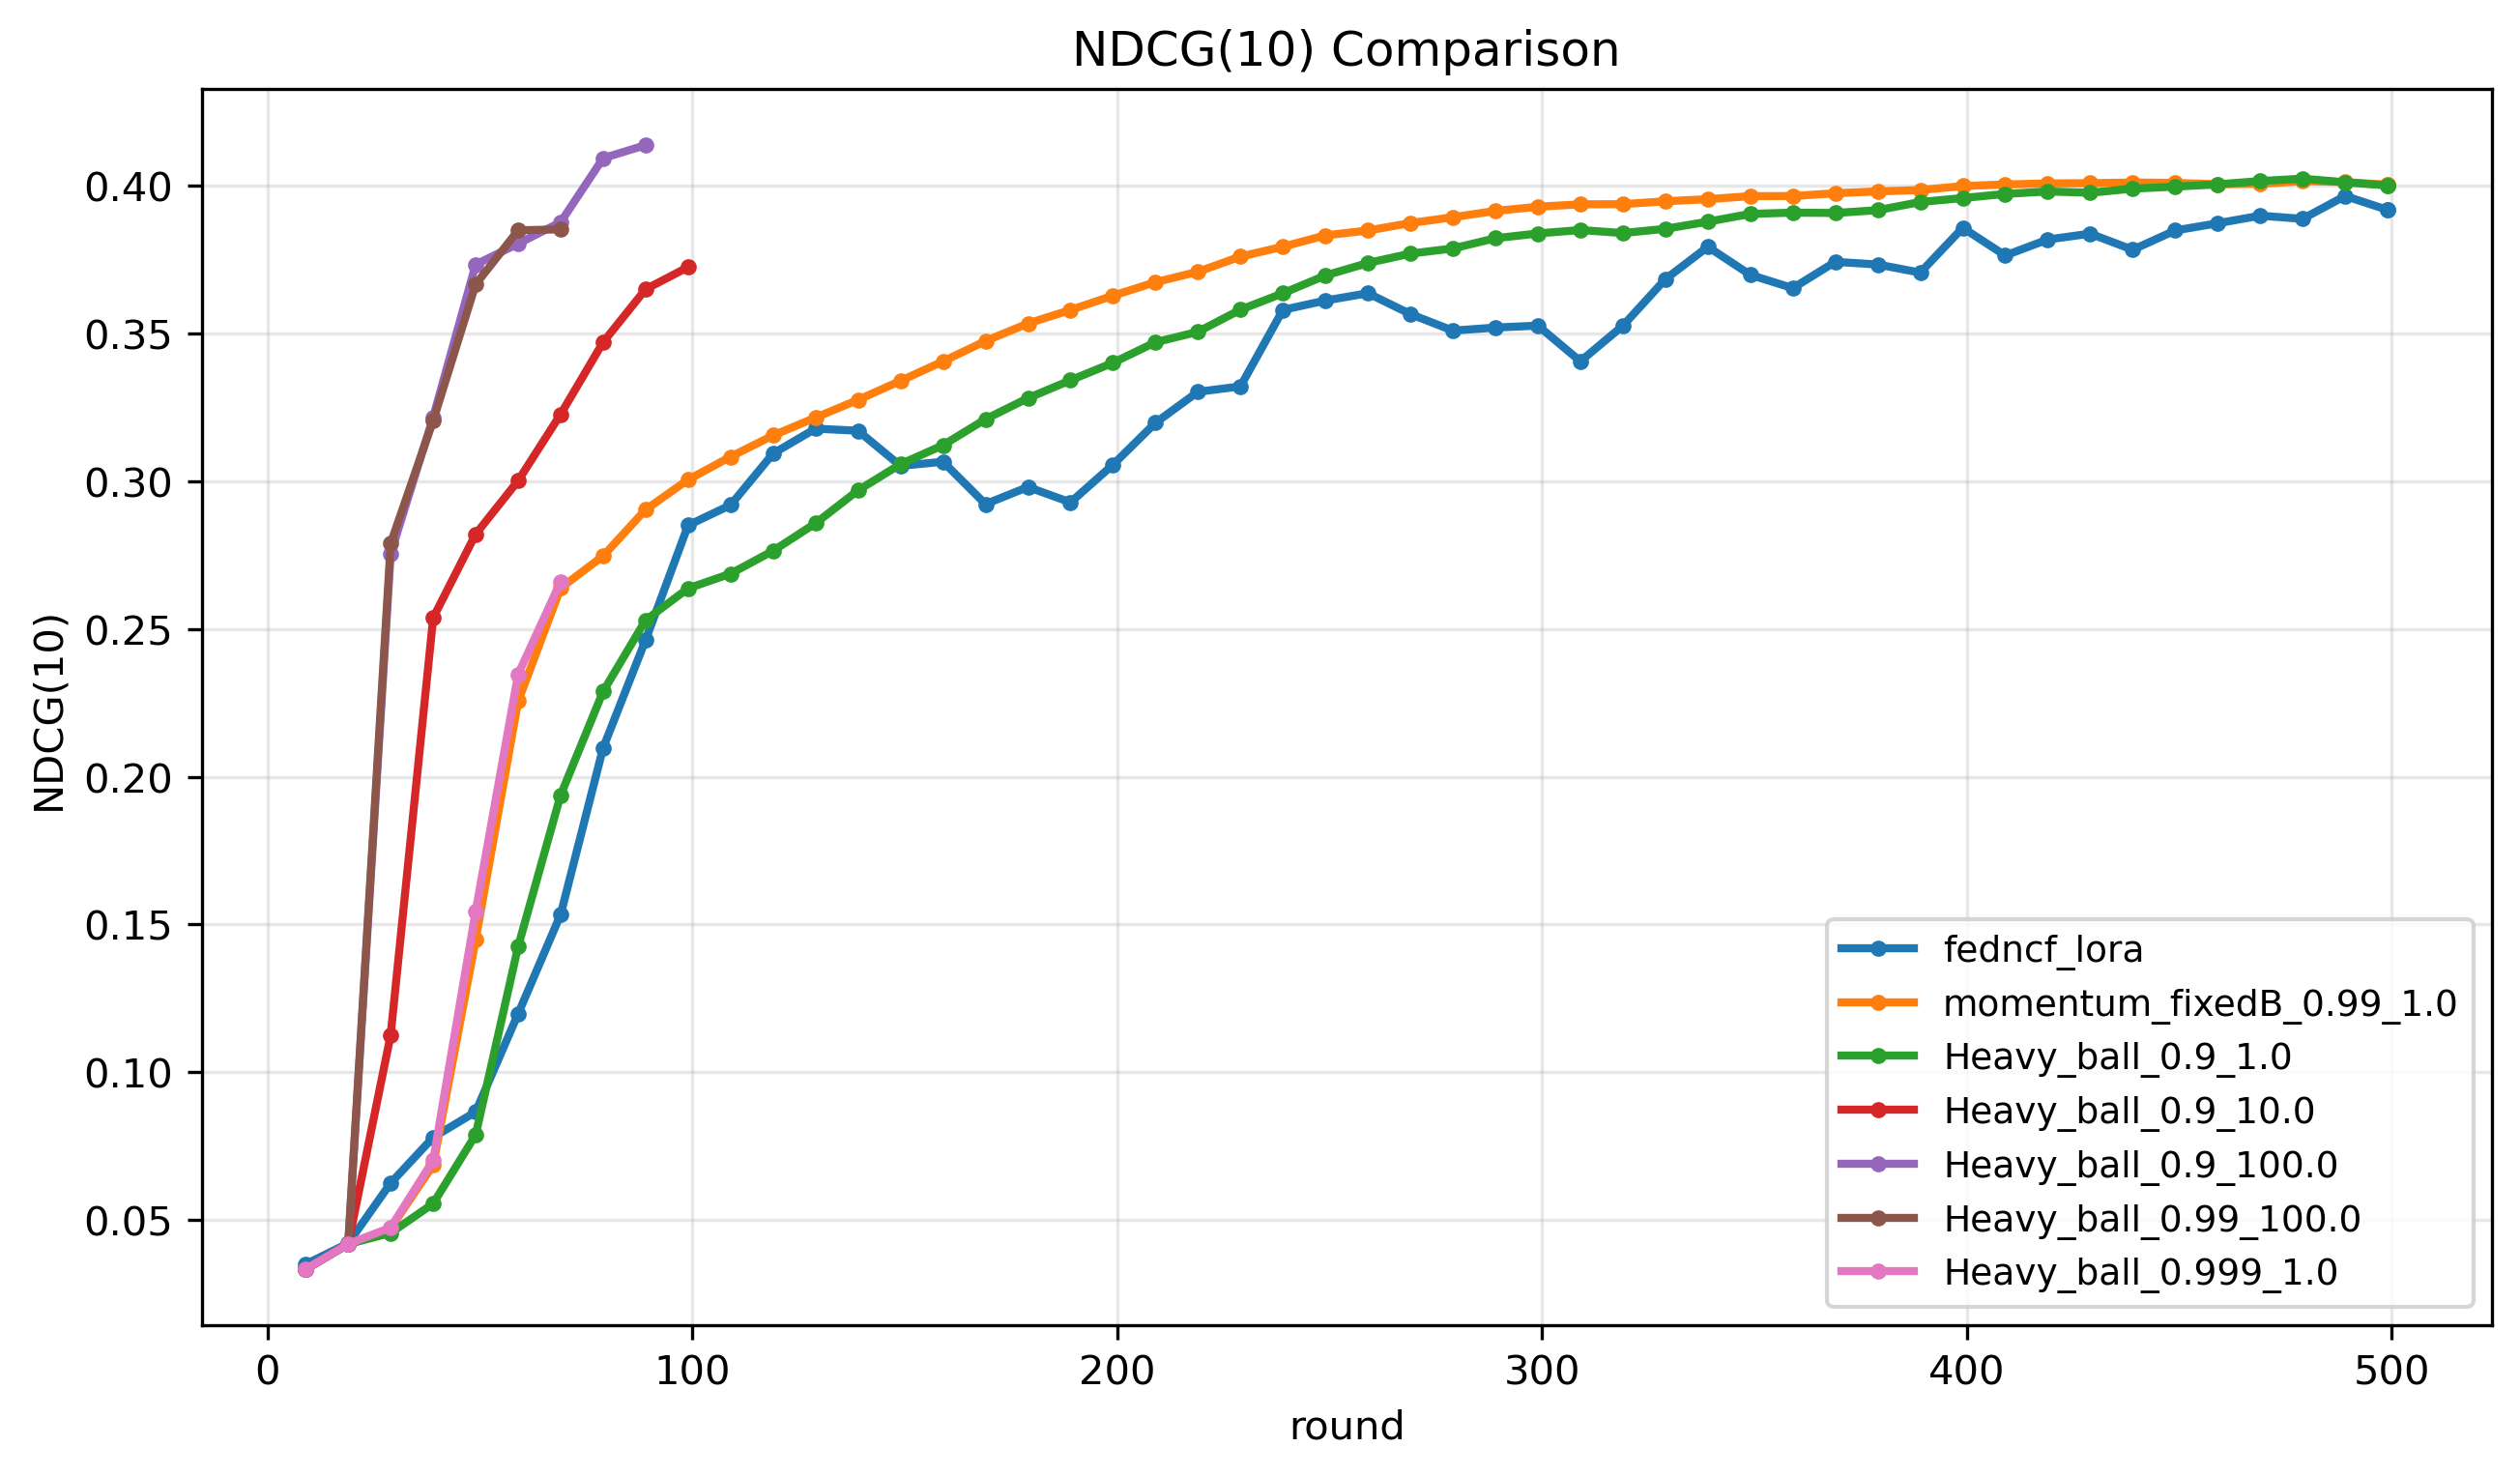 NDCG(10) Comparison
NDCG(10)
0.40
0.35
0.30
0.25
0.20
0.15
0.10
0.05
0
100
200
300
400
500
round
fedncf_lora
momentum_fixedB_0.99_1.0
Heavy_ball_0.9_1.0
Heavy_ball_0.9_10.0
Heavy_ball_0.9_100.0
Heavy_ball_0.99_100.0
Heavy_ball_0.999_1.0